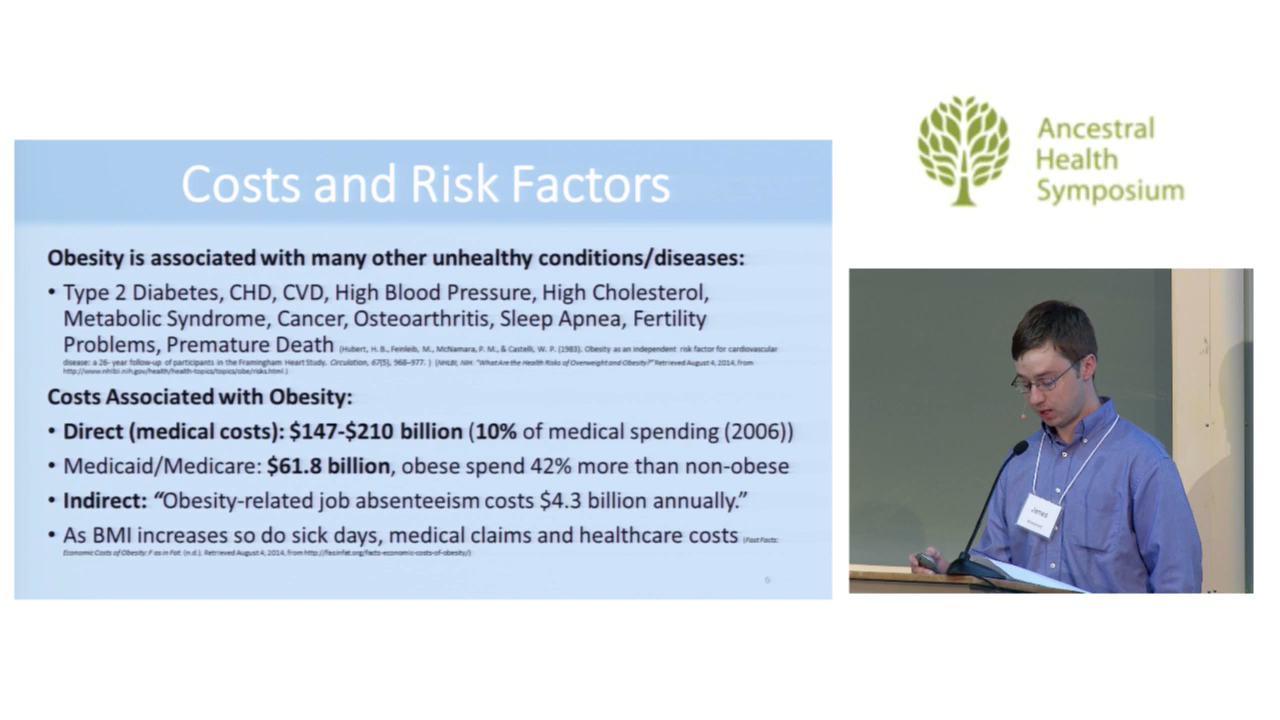 Costs and Risk Factors
Obesity is associated with many other unhealthy conditions/diseases:
• Type 2 Diabetes, CHD, CVD, High Blood Pressure, High Cholesterol,
Metabolic Syndrome, Cancer, Osteoarthritis, Sleep Apnea, Fertility
Problems, Premature Death (Hubert, H. B., Feinleib, M., McNamara, P. M., & Castelli, W. P. (1983). Obesity as an independent risk factor for cardiovascular
disease: a 26- year follow-up of participants in the Framingham Heart Study. Circulation, 67(5), 968–977. ) (NHLBI, NIH. "What Are the Health Risks of Overweight and Obesity?" Retrieved August 4, 2014, from
http://www.nhlbi.nih.gov/health/health-topics/topics/obe/risks.html.)
Costs Associated with Obesity:
• Direct (medical costs): $147-$210 billion (10% of medical spending (2006))
• Medicaid/Medicare: $61.8 billion, obese spend 42% more than non-obese
• Indirect: “Obesity-related job absenteeism costs $4.3 billion annually.”
• As BMI increases so do sick days, medical claims and healthcare costs (Fast Facts:
Economic Costs of Obesity: F as in Fat. (n.d.). Retrieved August 4, 2014, from http://fasinfat.org/facts-economic-costs-of-obesity/)
6
Ancestral
Health
Symposium
James